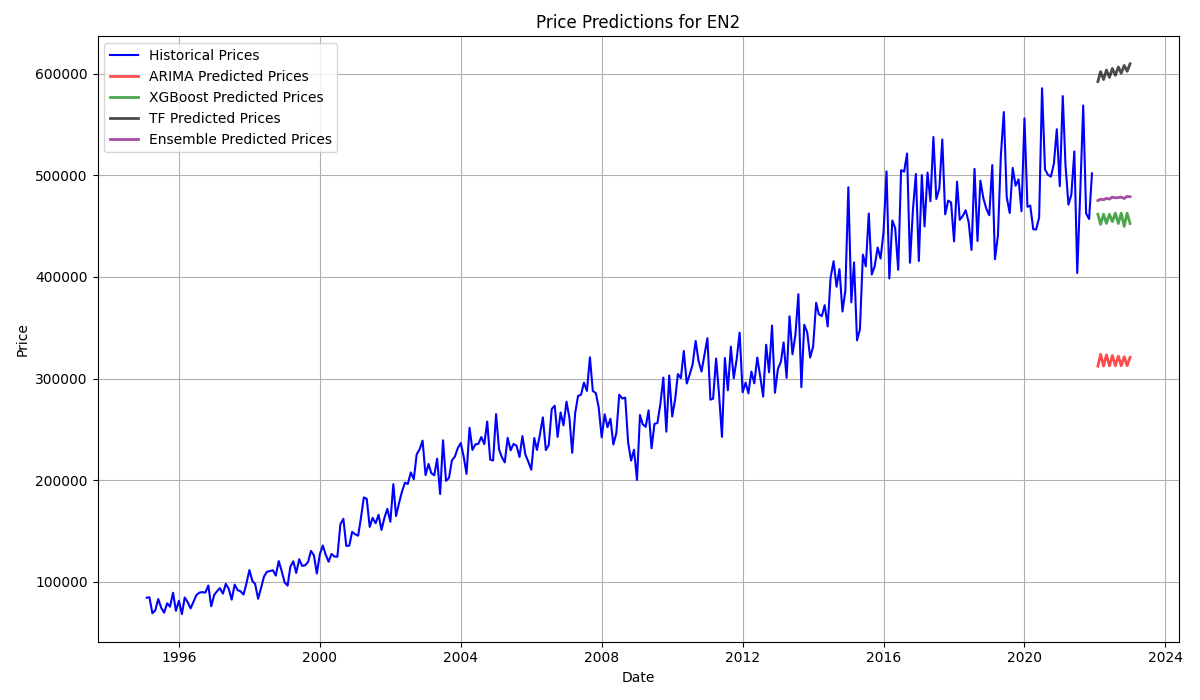 Price Predictions for EN2
Historical Prices
ARIMA Predicted Prices
XGBoost Predicted Prices
TF Predicted Prices
Ensemble Predicted Prices
600000
500000
400000
300000
200000
100000
Price
1996 2000 2004 2008 2012 2016 2020 2024
Date